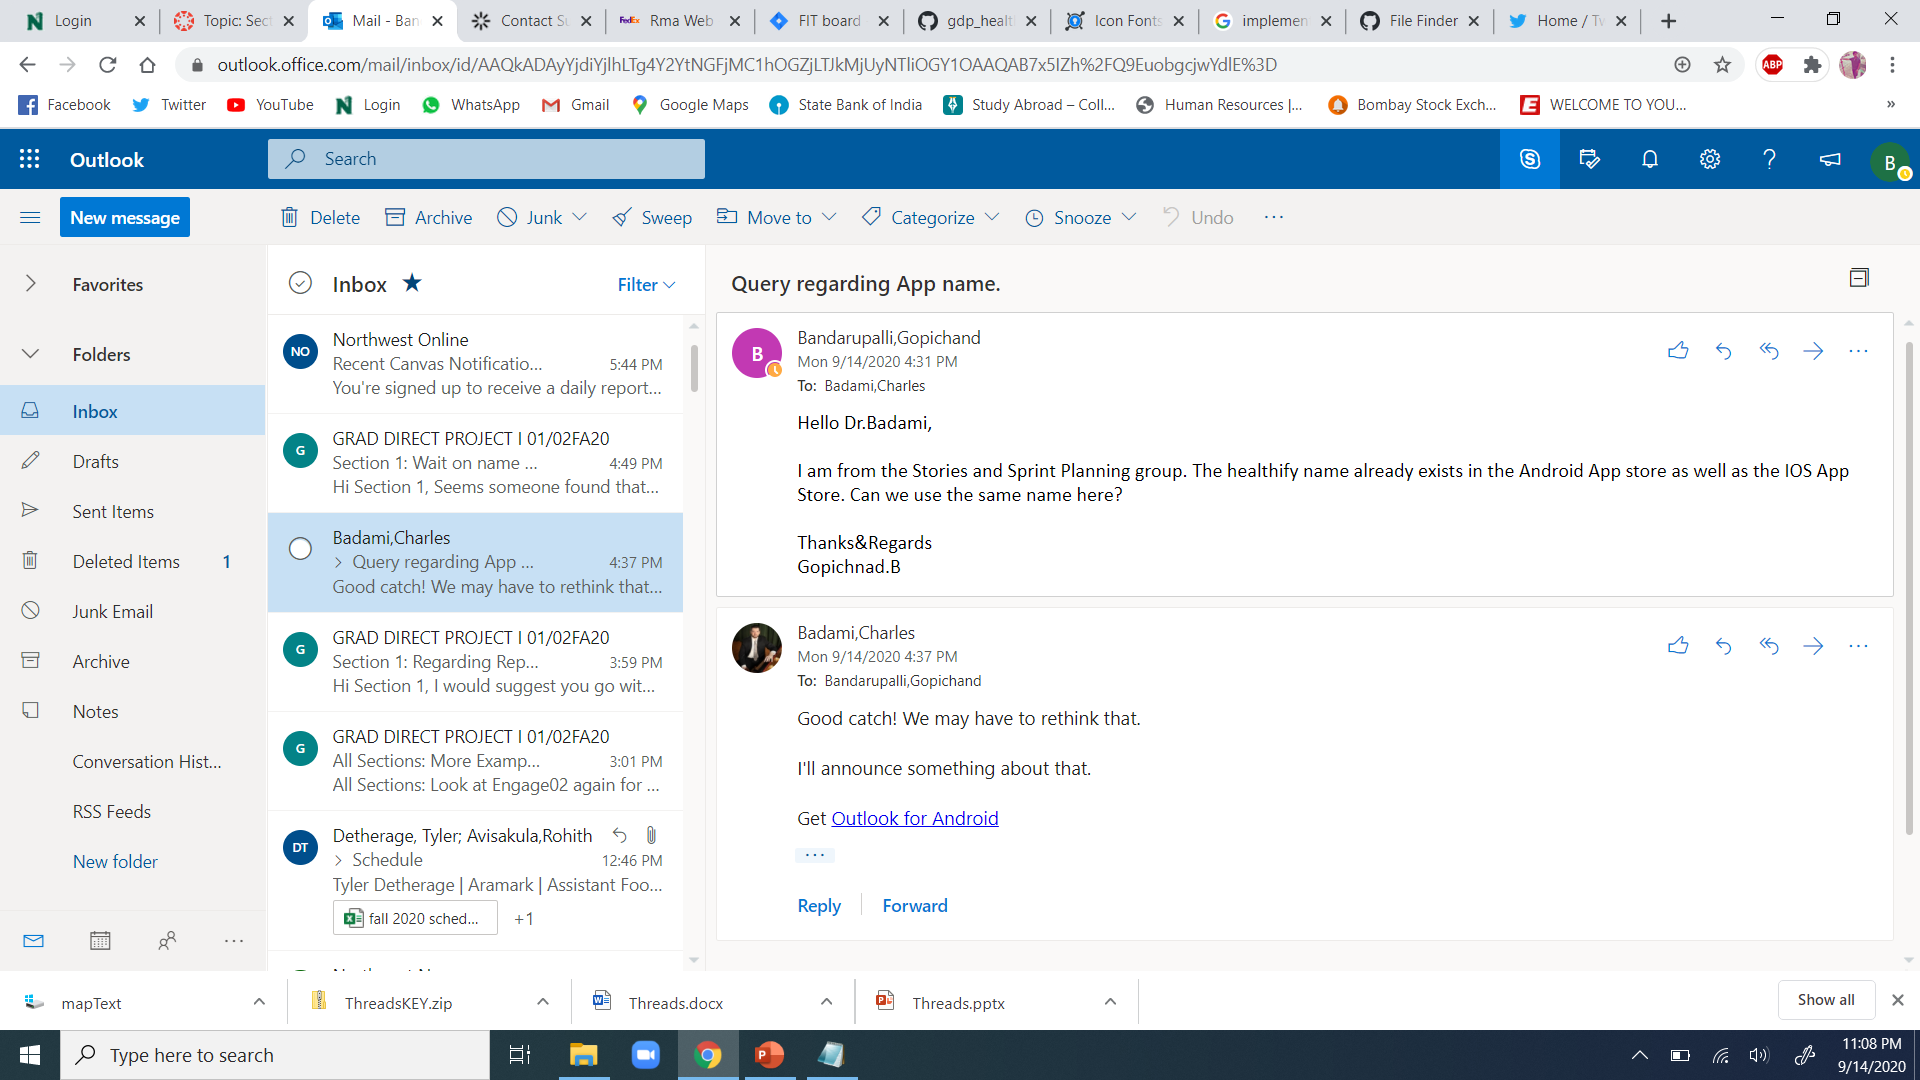 Login
Topic: Sect
Mail - Ban
Contact Su
Rma Web
FIT board
gdp_healt
Icon Fonts
implemen
File Finder
Home / Tw
outlook.office.com/mail/inbox/id/AAQkADAyYjdiYjlhLTg4Y2YtNGFjMC1hOGZjLTJkMjUyNTliOGY1OAAQAB7x5IZh%2FQ9EuobgcjwYdlE%3D
ABP
Facebook
Twitter
YouTube
Login
WhatsApp
Gmail
Google Maps
State Bank of India
Study Abroad – Coll...
Human Resources |...
Bombay Stock Exch...
WELCOME TO YOU...
»
Outlook
Search
B
New message
Delete
Archive
Junk
Sweep
Move to
Categorize
Snooze
Undo
Favorites
Folders
Inbox
Drafts
Sent Items
Deleted Items 1
Junk Email
Archive
Notes
Conversation Hist...
RSS Feeds
New folder
Inbox
Filter
NO
Northwest Online
Recent Canvas Notificatio... 5:44 PM
You're signed up to receive a daily report...
G
GRAD DIRECT PROJECT I 01/02FA20
Section 1: Wait on name ... 4:49 PM
Hi Section 1, Seems someone found that...
Badami,Charles
Query regarding App ... 4:37 PM
Good catch! We may have to rethink that...
G
GRAD DIRECT PROJECT I 01/02FA20
Section 1: Regarding Rep... 3:59 PM
Hi Section 1, I would suggest you go wit...
G
GRAD DIRECT PROJECT I 01/02FA20
All Sections: More Examp... 3:01 PM
All Sections: Look at Engage02 again for ...
DT
Detherage, Tyler; Avisakula,Rohith
Schedule 12:46 PM
Tyler Detherage | Aramark | Assistant Foo...
fall 2020 sched... +1
Query regarding App name.
B
Bandarupalli,Gopichand
Mon 9/14/2020 4:31 PM
To: Badami,Charles
Hello Dr.Badami,
I am from the Stories and Sprint Planning group. The healthify name already exists in the Android App store as well as the IOS App
Store. Can we use the same name here?
Thanks&Regards
Gopichnad.B
Badami,Charles
Mon 9/14/2020 4:37 PM
To: Bandarupalli,Gopichand
Good catch! We may have to rethink that.
I'll announce something about that.
Get Outlook for Android
...
Reply
Forward
mapText
ThreadsKEY.zip
Threads.docx
Threads.pptx
Show all
Type here to search
11:08 PM
9/14/2020